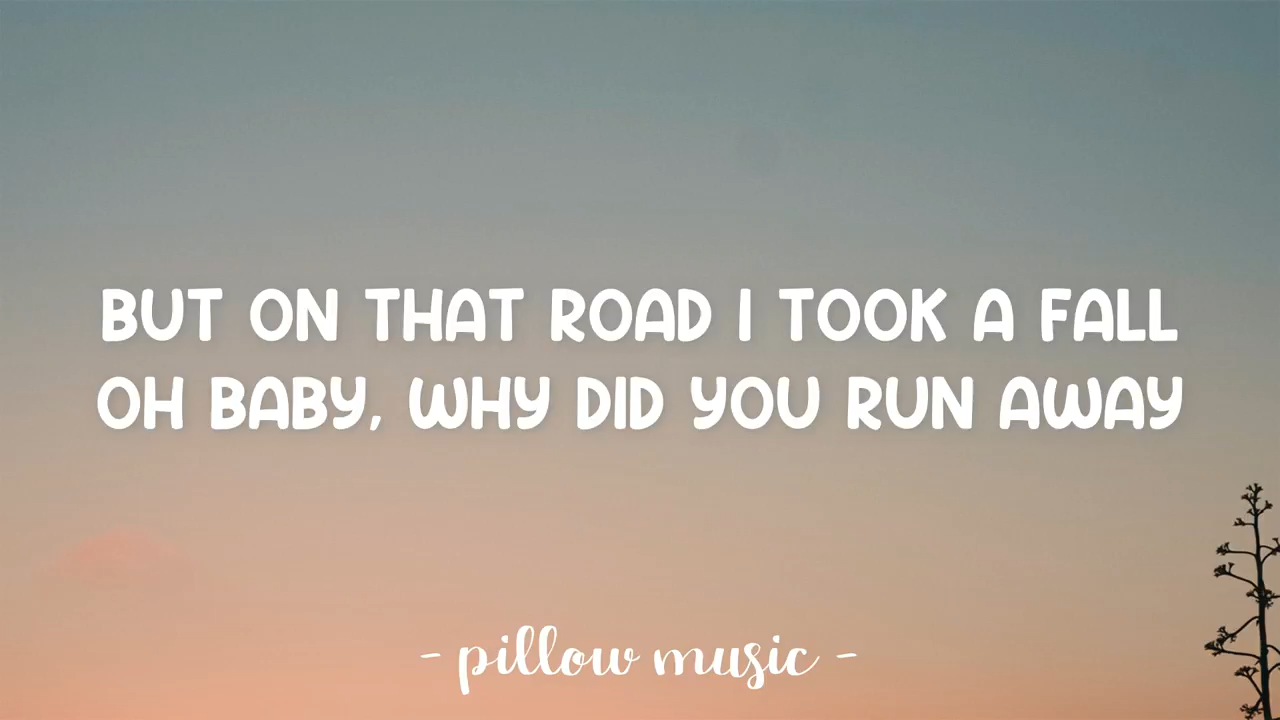 BUT ON THAT ROAD I TOOK A FALL
OH BABY, WHY DID YOU RUN AWAY
- pillow music -